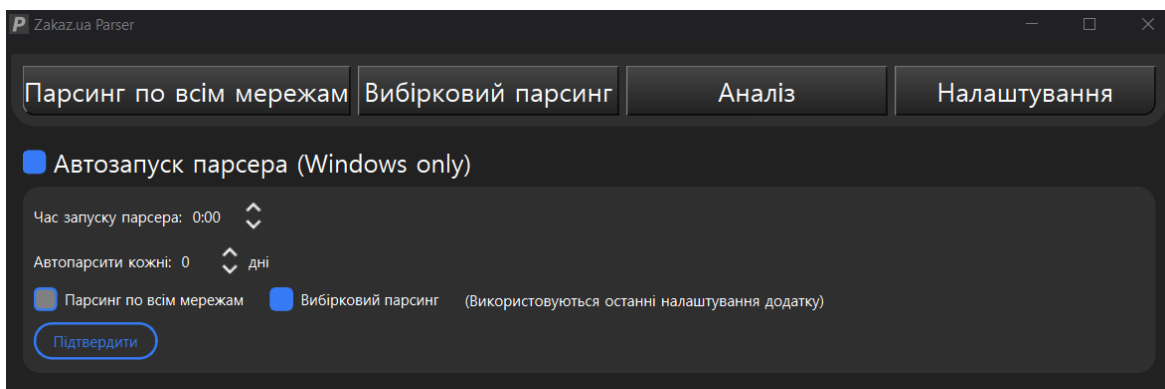 P Zakaz.ua Parser
Парсинг по всім мережам Вибірковий парсинг Аналіз Налаштування
Автозапуск парсера (Windows only)
Час запуску парсера: 0:00
Автопарсити кожні: 0 дні
Парсинг по всім мережам Вибірковий парсинг (Використовуються останні налаштування додатку)
Підтвердити